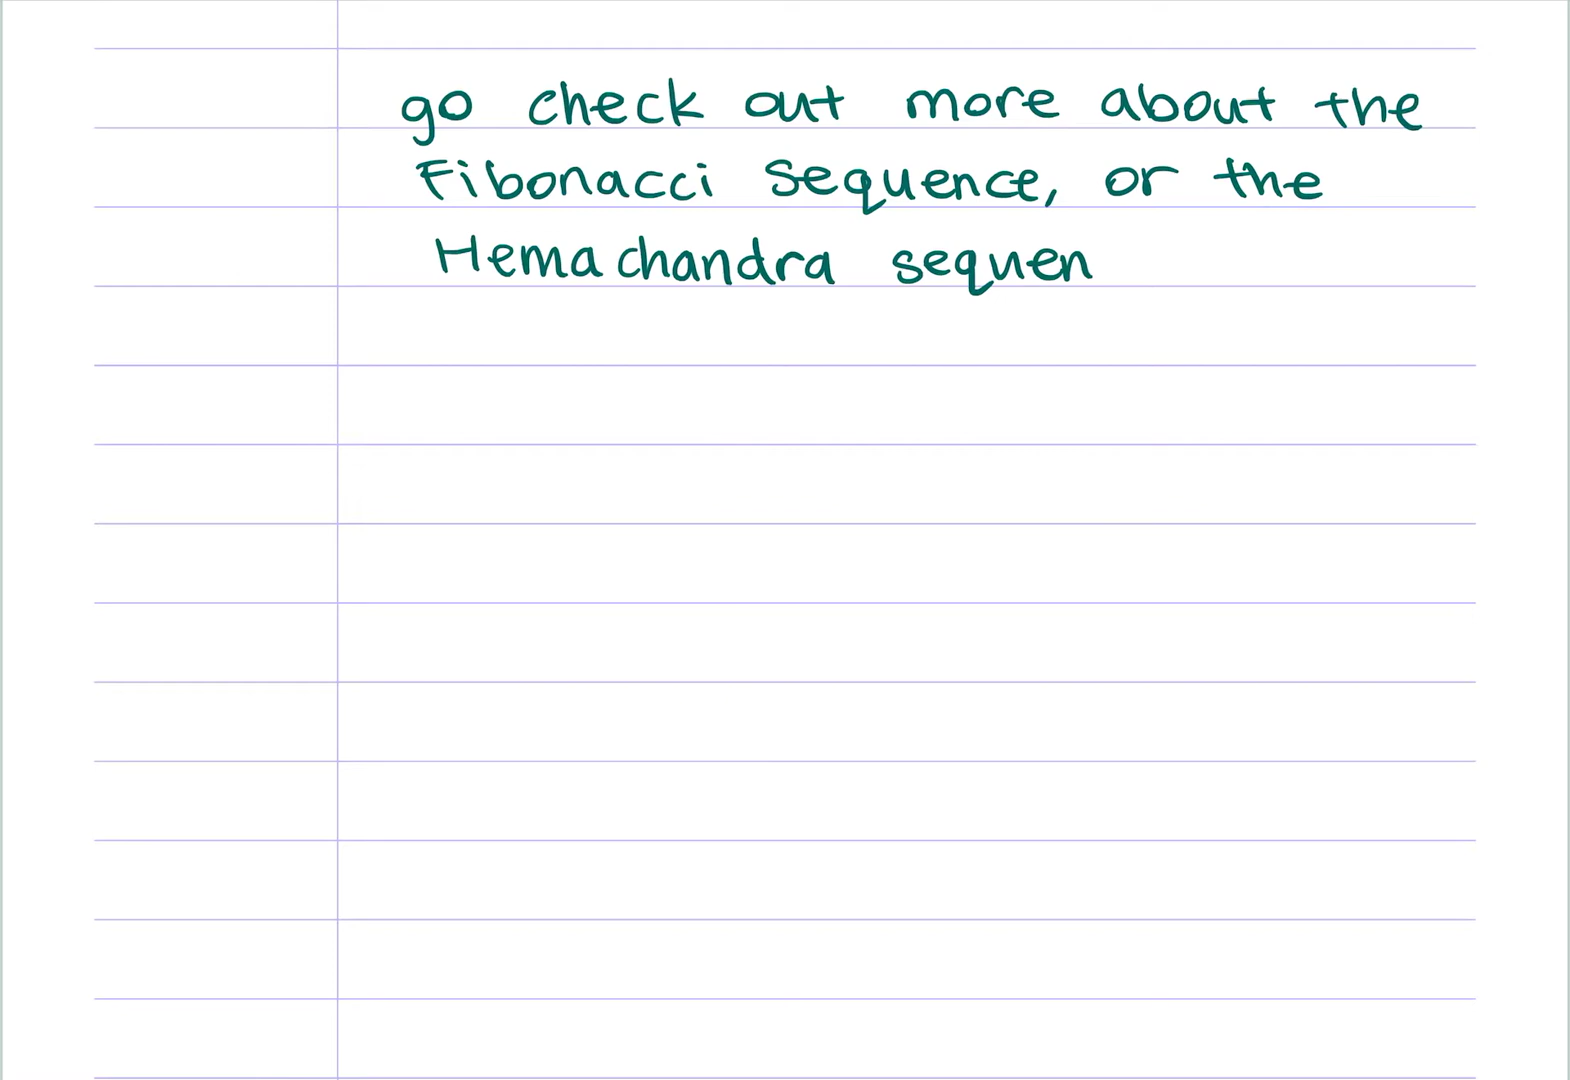 go check out more about the
Fibonacci Sequence, or the
Hemachandra sequen